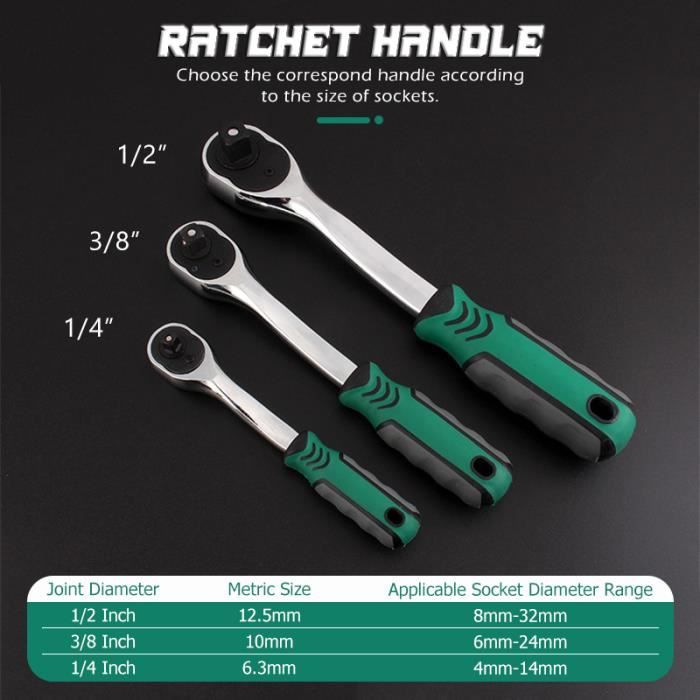 RATCHET HANDLE
Choose the correspond handle according
to the size of sockets.
1/2"
3/8"
1/4"
Joint Diameter Metric Size Applicable Socket Diameter Range
1/2 Inch 12.5mm 8mm-32mm
3/8 Inch 10mm 6mm-24mm
1/4 Inch 6.3mm 4mm-14mm